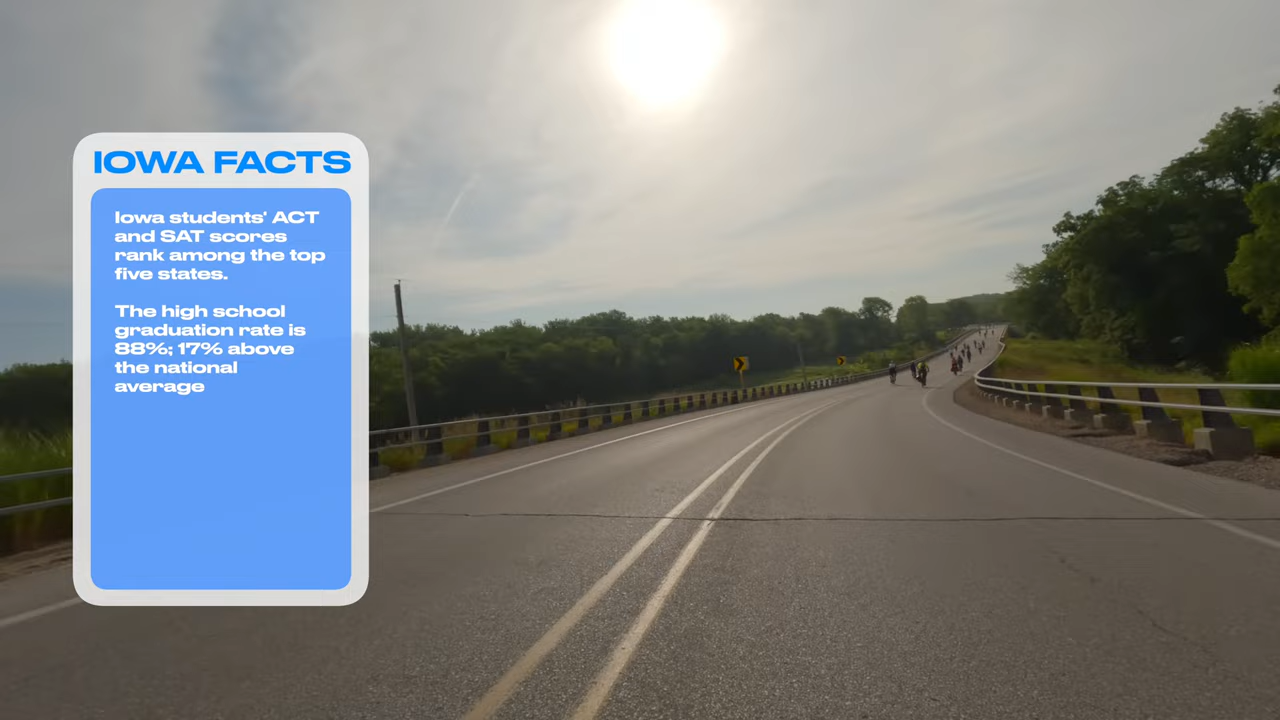 IOWA FACTS
Iowa students' ACT
and SAT scores
rank among the top
five states.
The high school
graduation rate is
88%; 17% above
the national
average